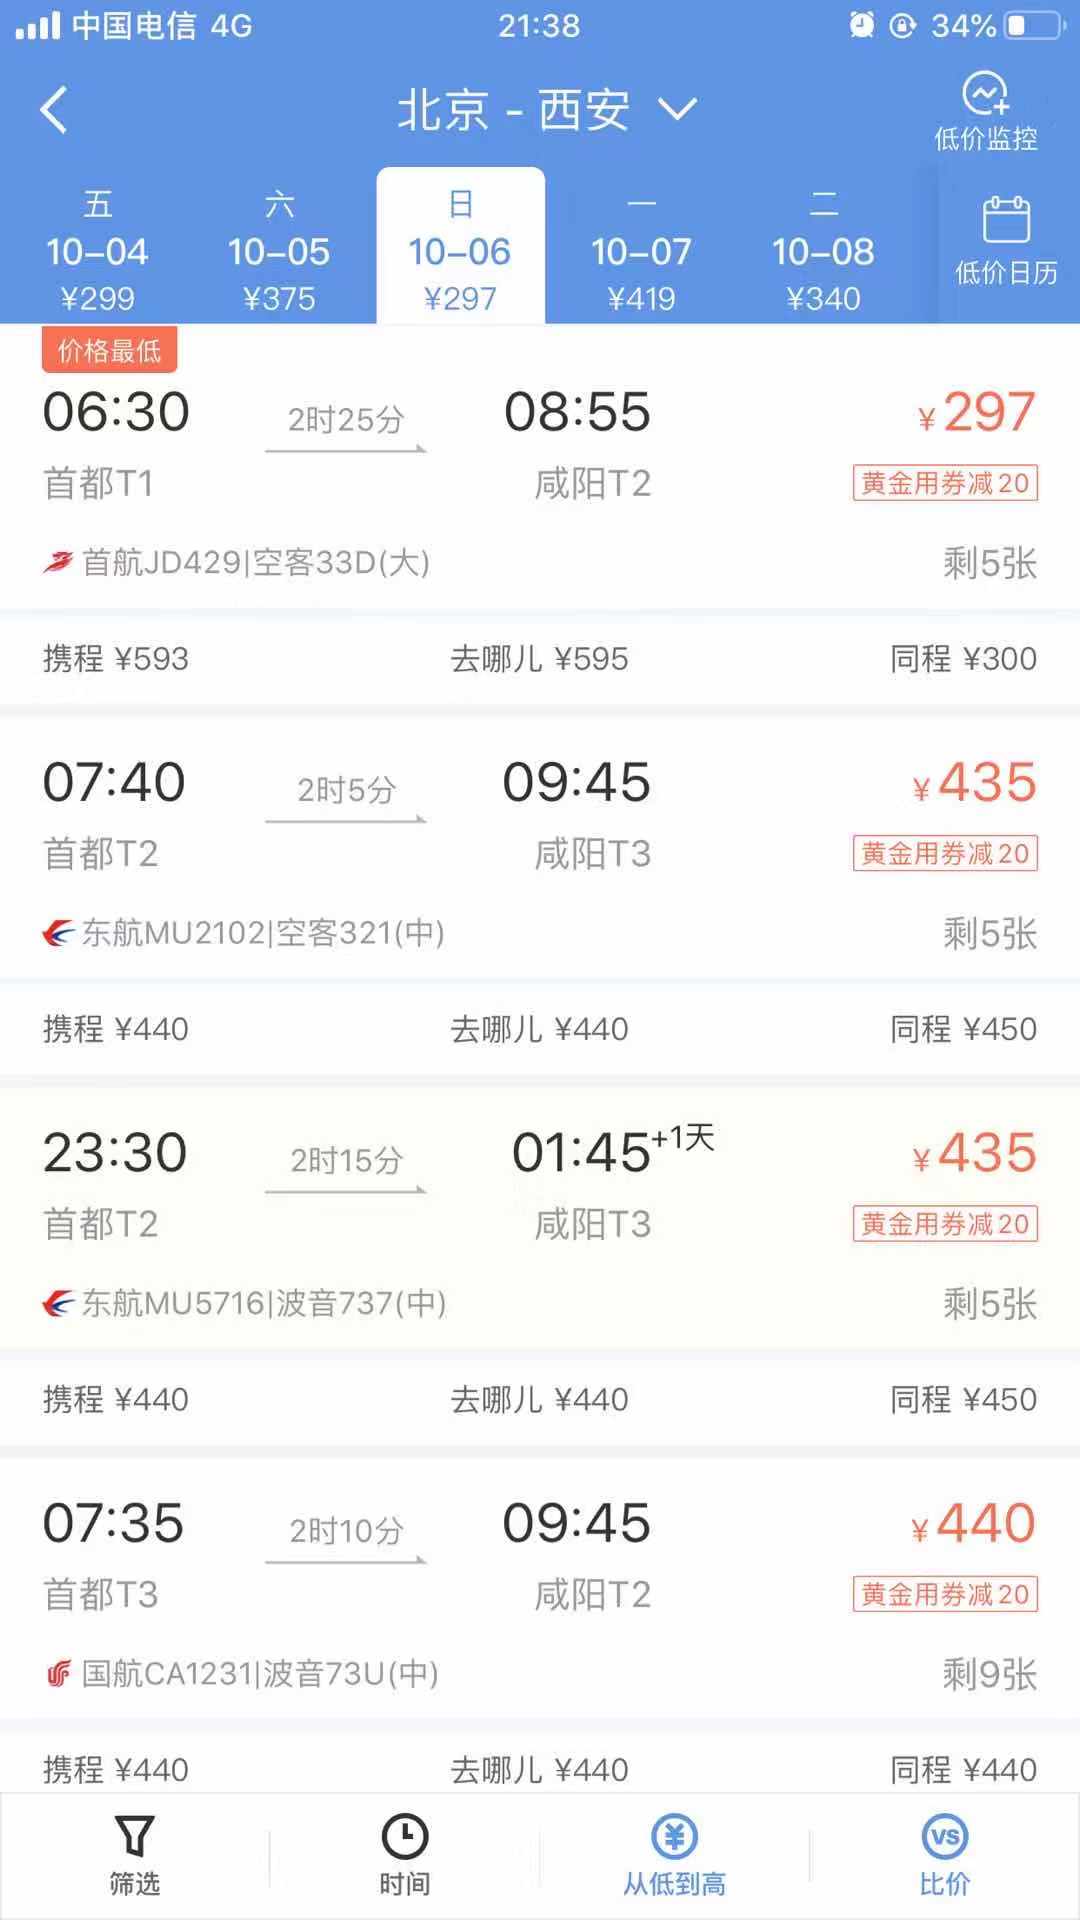 中国电信 4G 21:38 34%
北京 - 西安
低价监控
五 六 日 一 二
10-04 10-05 10-06 10-07 10-08
¥299 ¥375 ¥297 ¥419 ¥340
低价日历
价格最低
06:30 2时25分 08:55 ¥297
首都T1 咸阳T2 黄金用券减20
首航JD429|空客33D(大) 剩5张
携程 ¥593 去哪儿 ¥595 同程 ¥300
07:40 2时5分 09:45 ¥435
首都T2 咸阳T3 黄金用券减20
东航MU2102|空客321(中) 剩5张
携程 ¥440 去哪儿 ¥440 同程 ¥450
23:30 2时15分 01:45+1天 ¥435
首都T2 咸阳T3 黄金用券减20
东航MU5716|波音737(中) 剩5张
携程 ¥440 去哪儿 ¥440 同程 ¥450
07:35 2时10分 09:45 ¥440
首都T3 咸阳T2 黄金用券减20
国航CA1231|波音73U(中) 剩9张
携程 ¥440 去哪儿 ¥440 同程 ¥440
¥ VS
筛选 时间 从低到高 比价